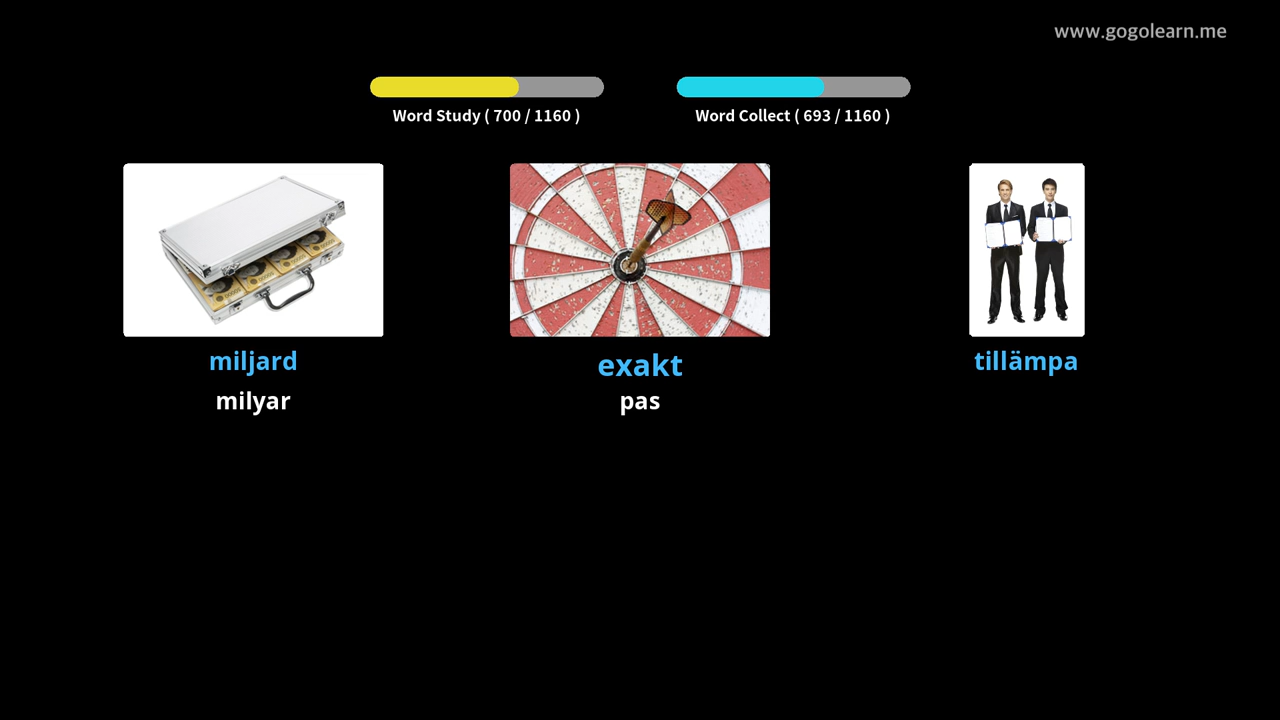 www.gogolearn.me
Word Study ( 700 / 1160 )
Word Collect ( 693 / 1160 )
miljard
exakt
tillämpa
milyar
pas